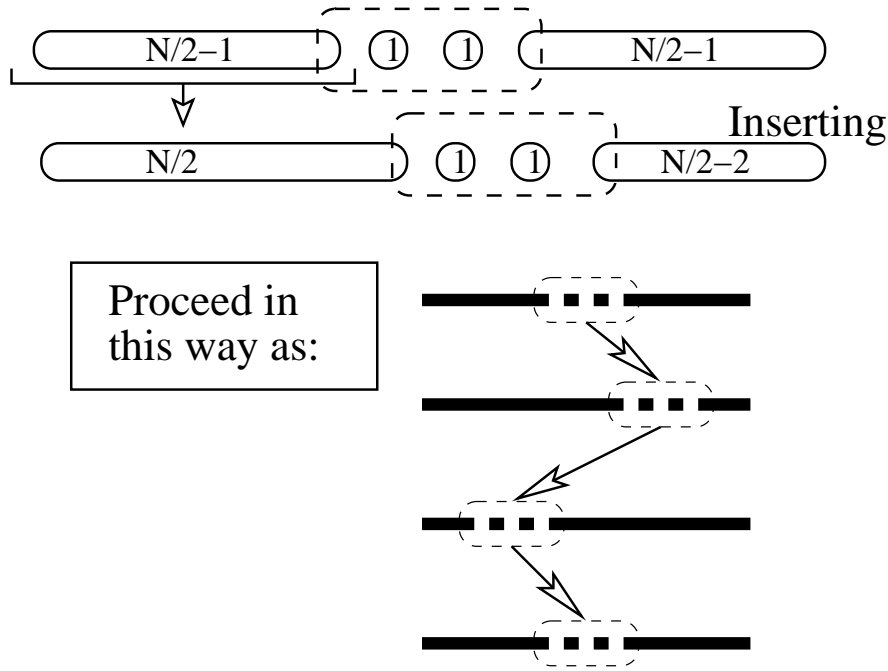 N/2–1 1 1 N/2–1
Inserting
N/2 1 1 N/2–2
Proceed in
this way as: